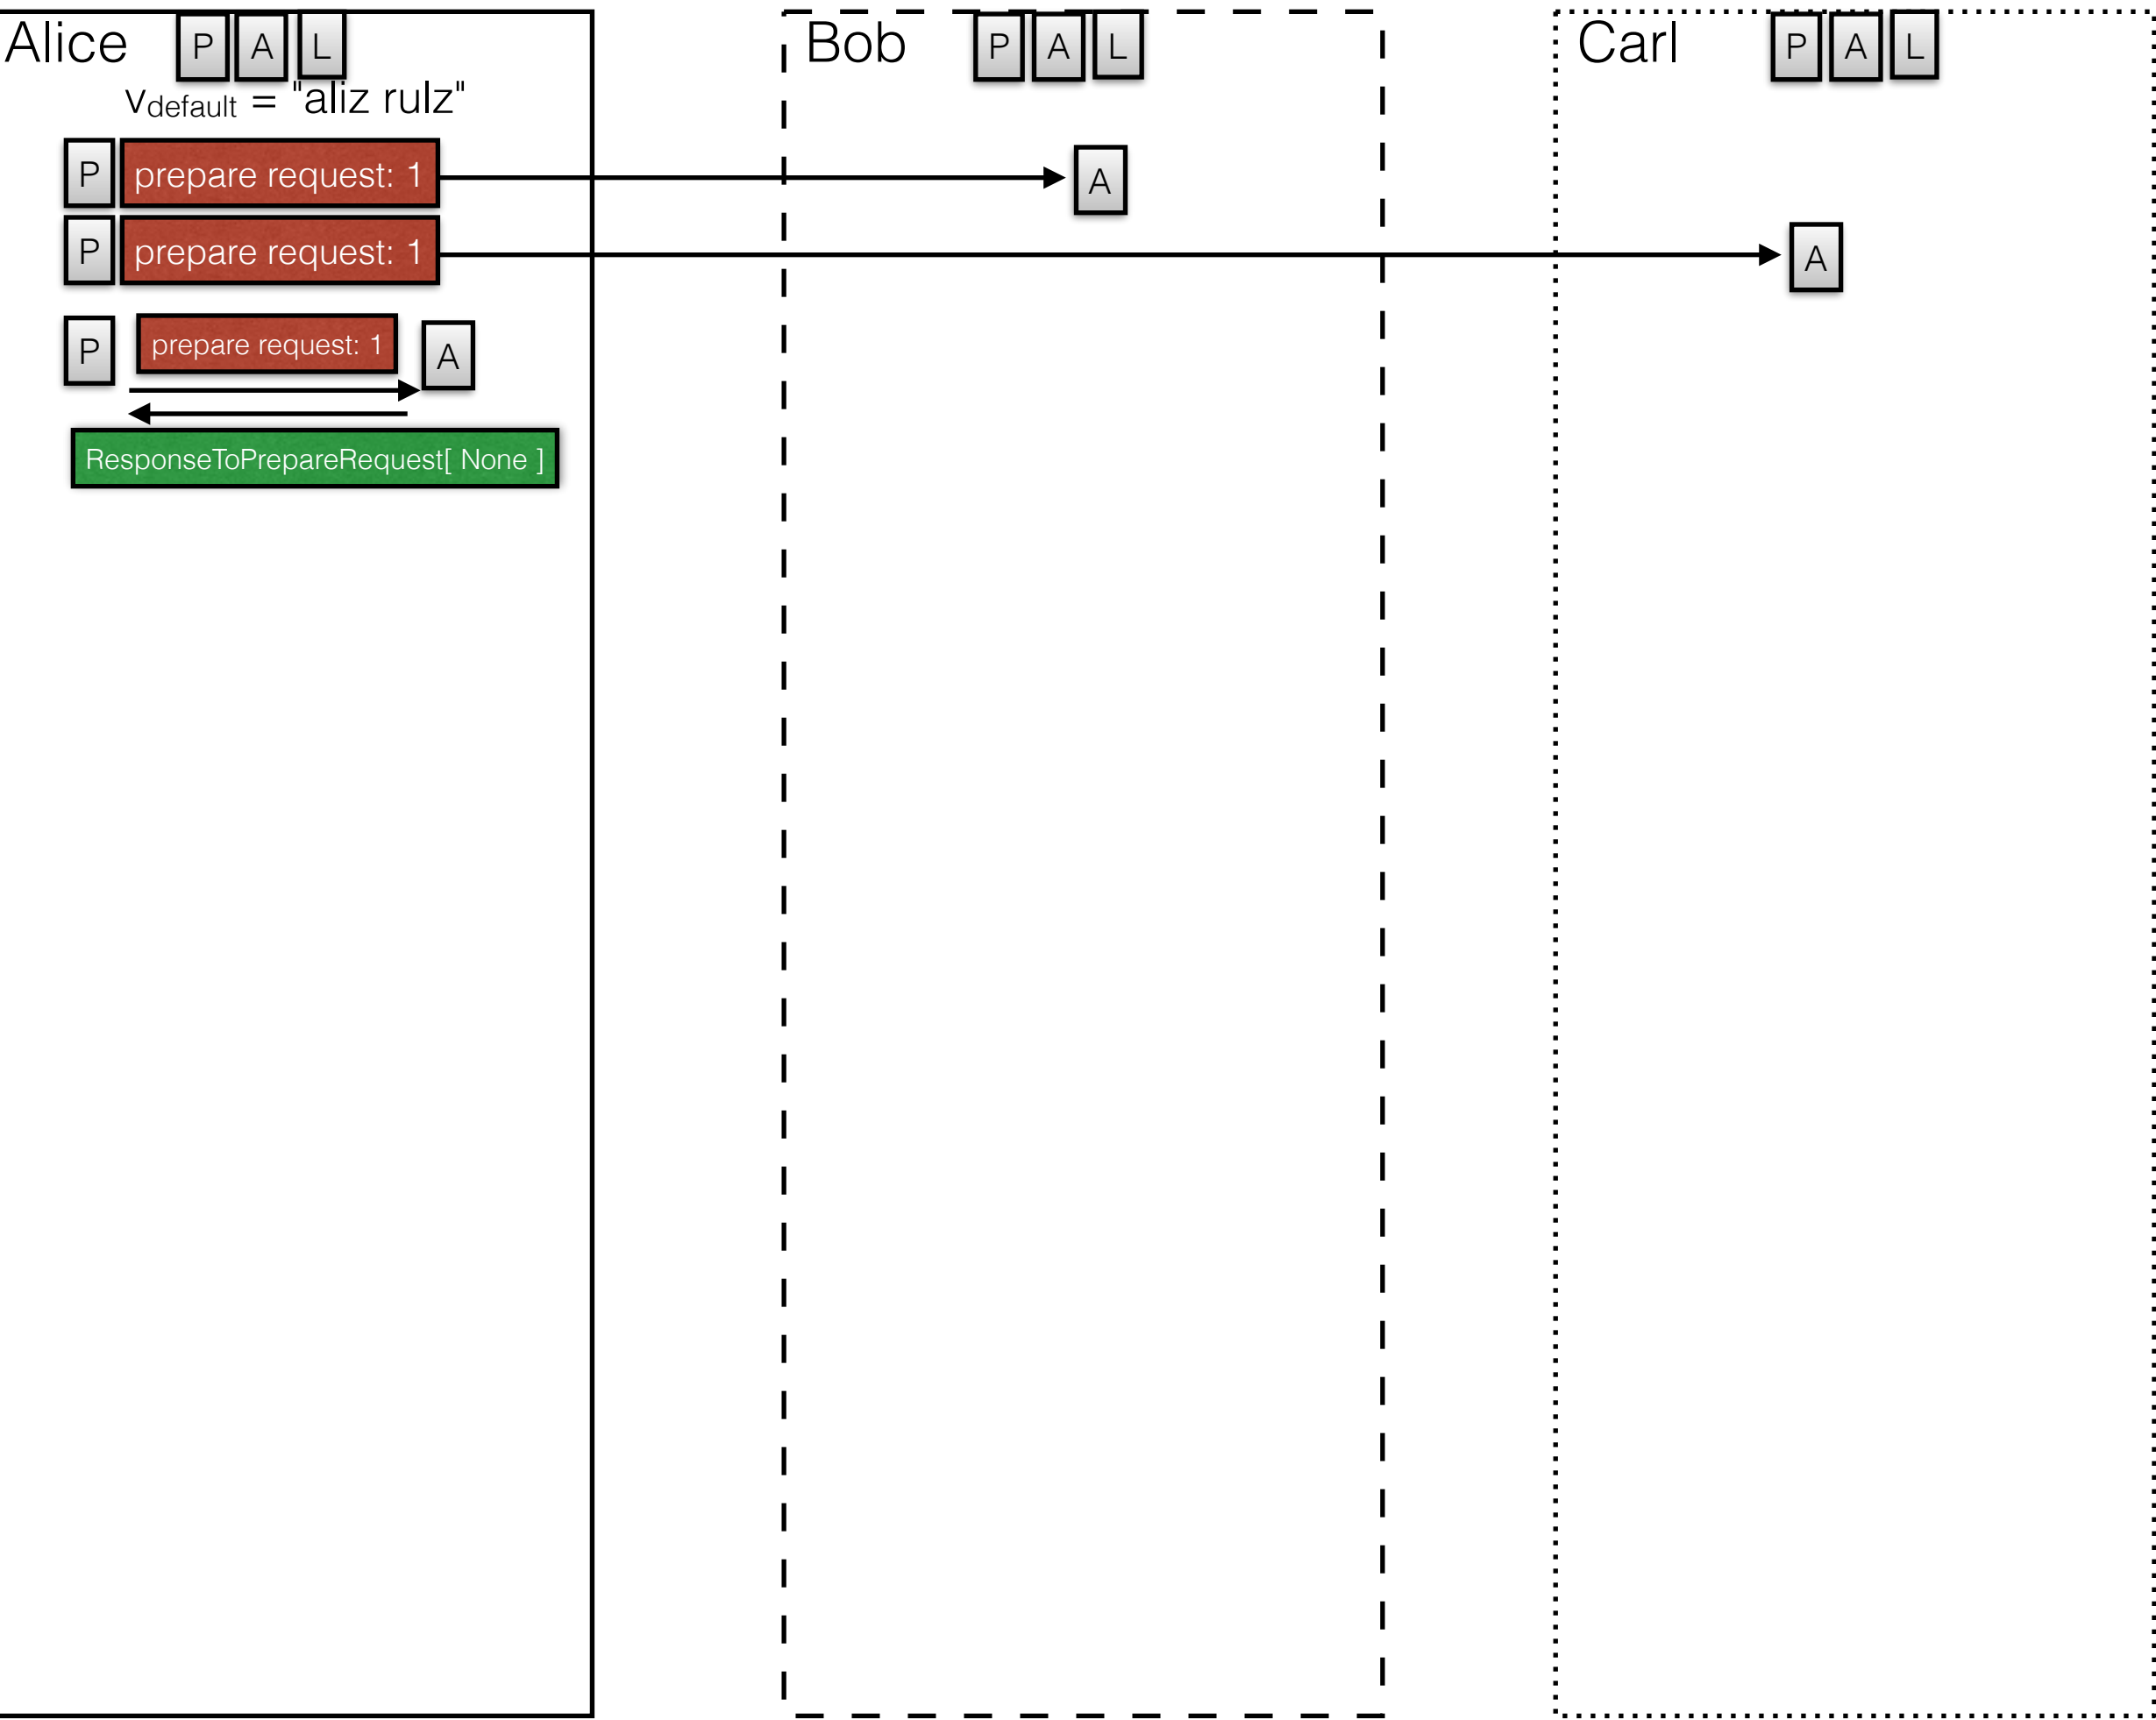 Alice P A L
Bob P A L
Carl P A L
vdefault = "aliz rulz"
P prepare request: 1 A
P prepare request: 1 A
P prepare request: 1 A
ResponseToPrepareRequest[ None ]